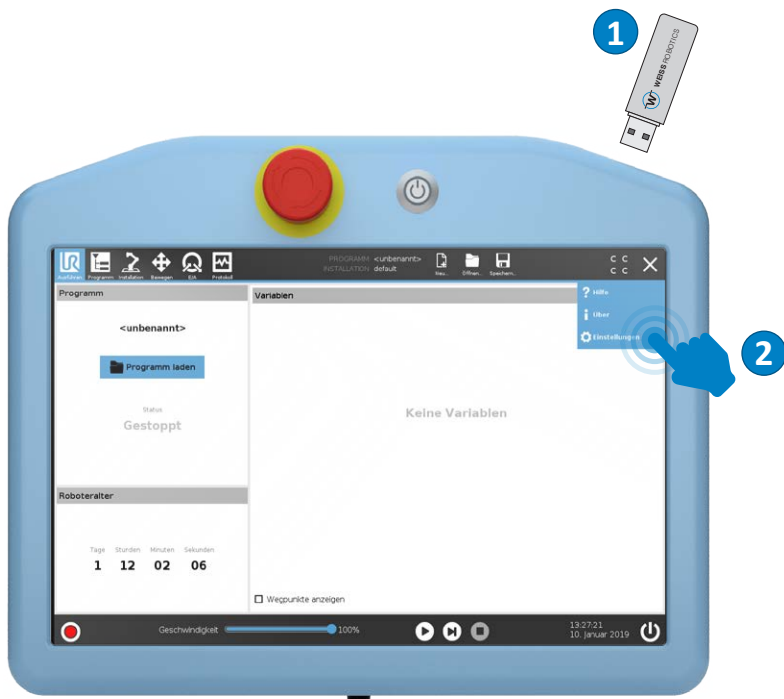 1
WEISS ROBOTICS
W
UR
Ausführen Programm Installation Bewegen E/A Protokoll
PROGRAMM <unbenannt>
INSTALLATION default
Neu... Öffnen... Speichern...
C C
C C
Programm
Variablen
? Hilfe
i Über
Einstellungen
2
<unbenannt>
Programm laden
Status
Gestoppt
Keine Variablen
Roboteralter
Tage Stunden Minuten Sekunden
1 12 02 06
Wegpunkte anzeigen
Geschwindigkeit 100%
13:27:21
10. Januar 2019